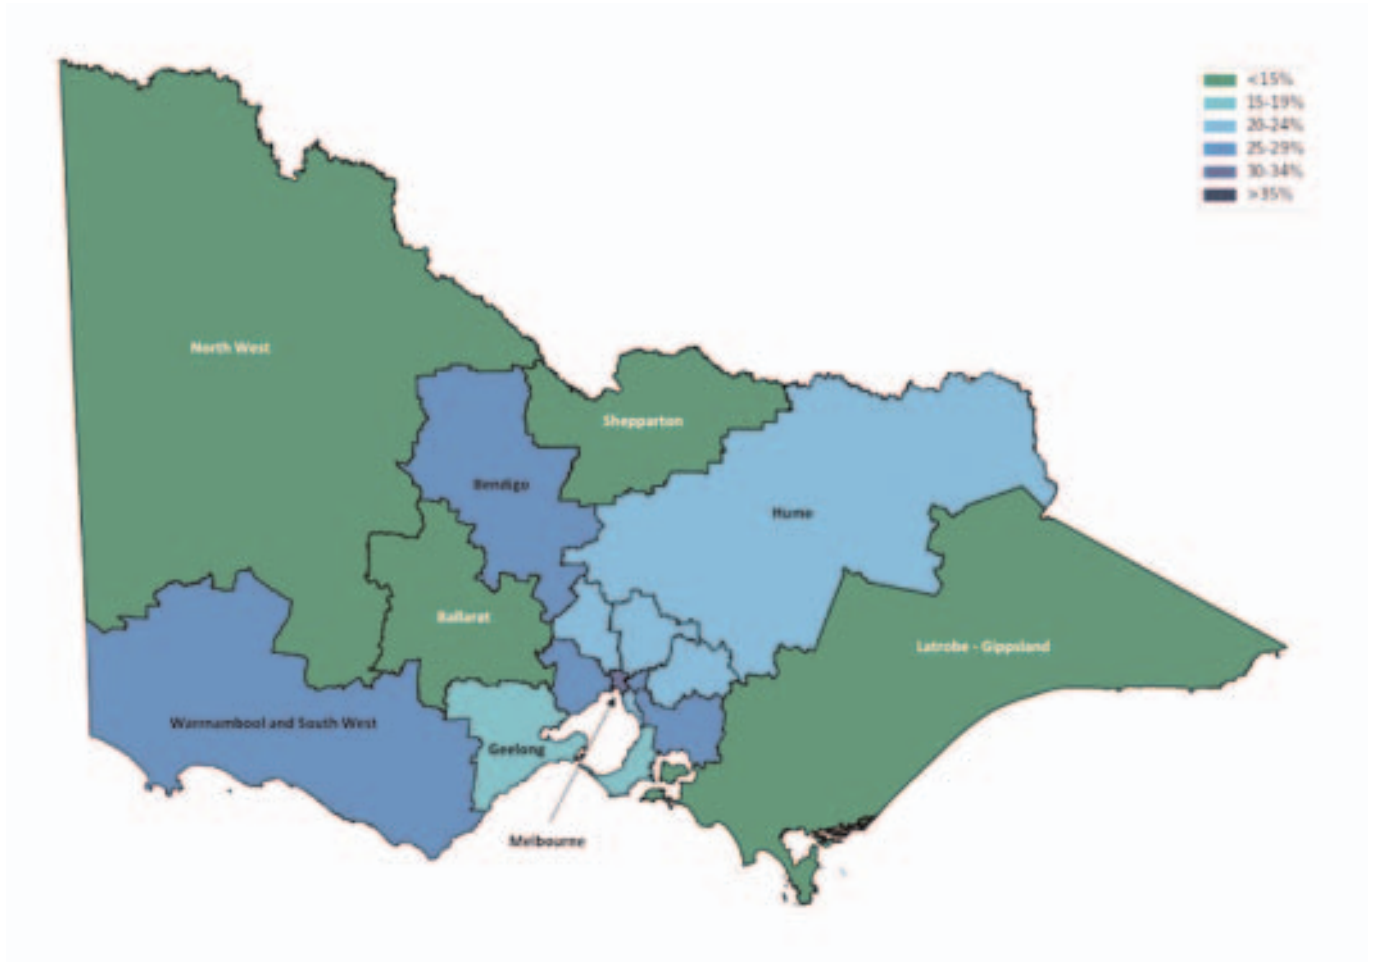 <15%
15-19%
20-24%
25-29%
30-34%
>35%
North West
Shepparton
Bendigo
Hume
Ballarat
Latrobe - Gippsland
Warrnambool and South West
Geelong
Melbourne